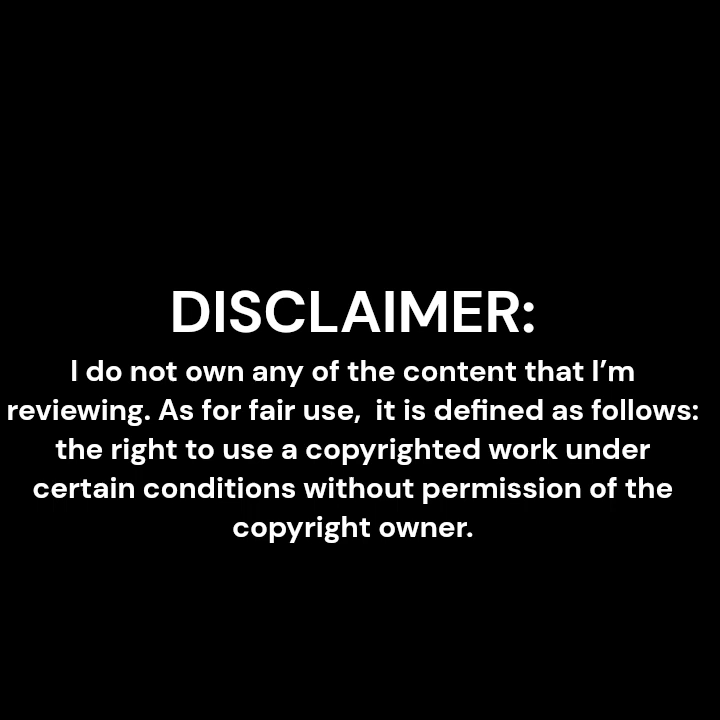 DISCLAIMER:
I do not own any of the content that I’m
reviewing. As for fair use,  it is defined as follows:
the right to use a copyrighted work under
certain conditions without permission of the
copyright owner.